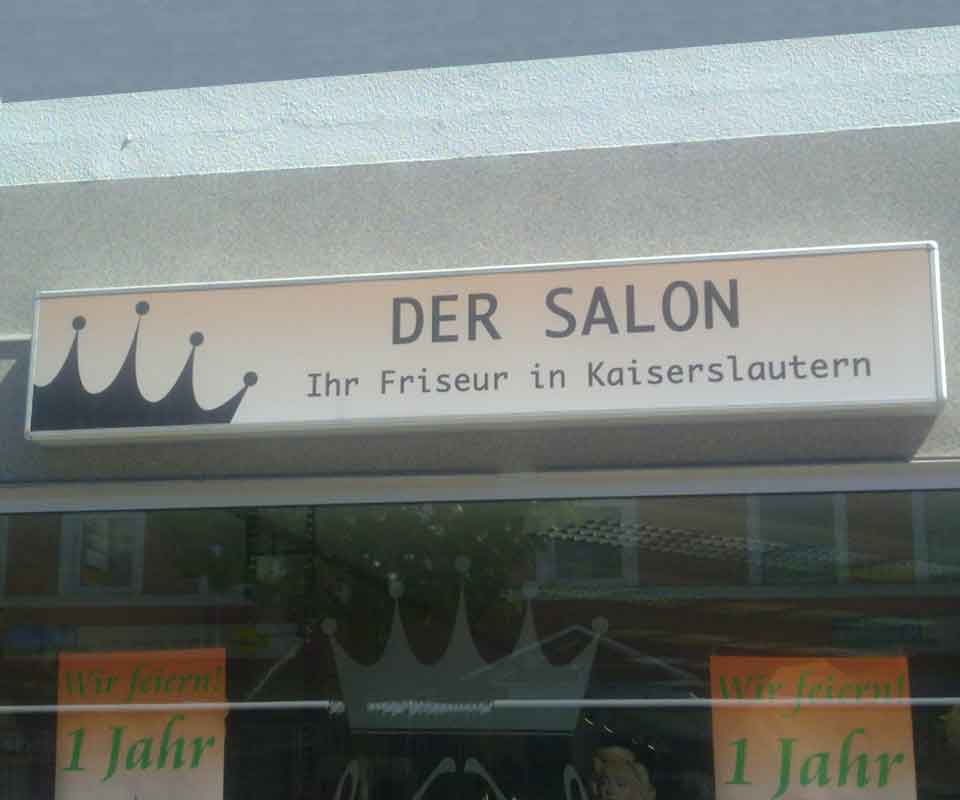 DER SALON
Ihr Friseur in Kaiserslautern
Wir feiern!
1 Jahr
Wir feiern!
1 Jahr